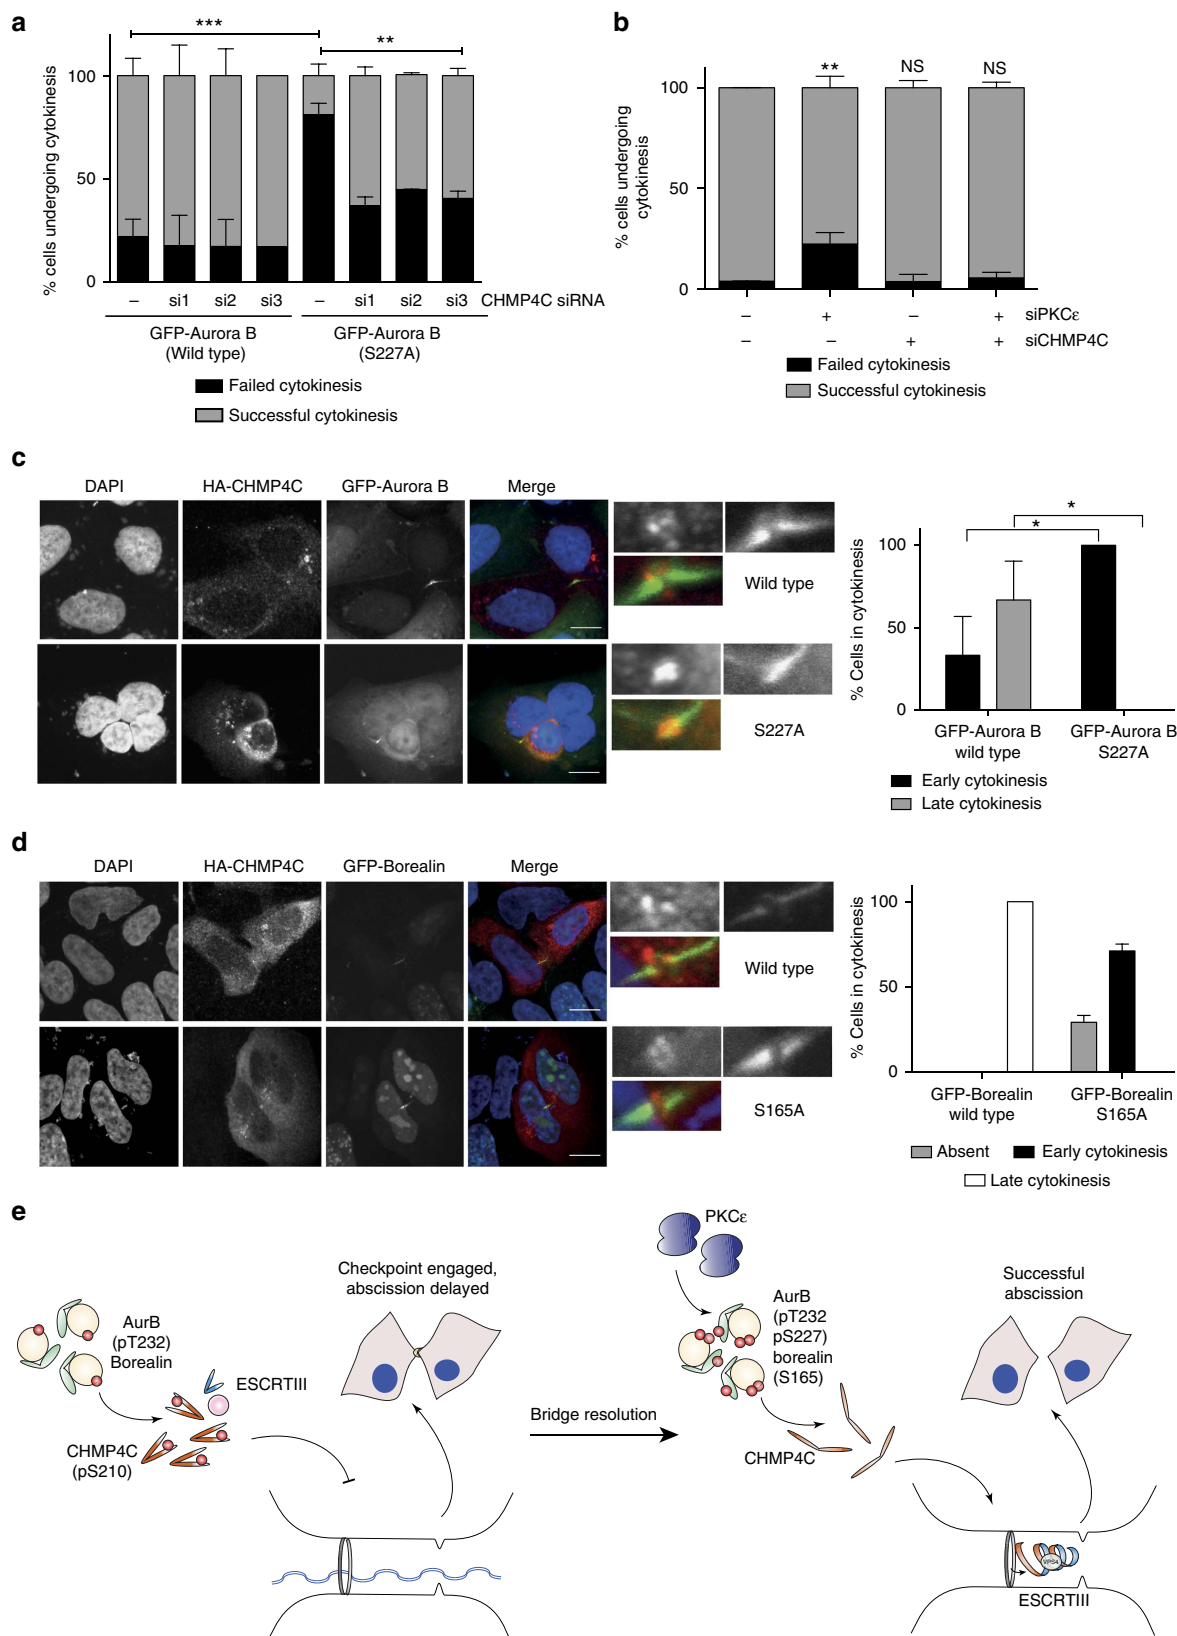 a
% cells undergoing cytokinesis
100
50
0
***
**
– si1 si2 si3 – si1 si2 si3 CHMP4C siRNA
GFP-Aurora B
(Wild type)
GFP-Aurora B
(S227A)
Failed cytokinesis
Successful cytokinesis
b
% cells undergoing
cytokinesis
100
50
0
** NS NS
– + – + siPKCε
– – + + siCHMP4C
Failed cytokinesis
Successful cytokinesis
c
DAPI HA-CHMP4C GFP-Aurora B Merge
Wild type
S227A
% Cells in cytokinesis
100
50
0
*
*
GFP-Aurora B
wild type
GFP-Aurora B
S227A
Early cytokinesis
Late cytokinesis
d
DAPI HA-CHMP4C GFP-Borealin Merge
Wild type
S165A
% Cells in cytokinesis
100
50
0
GFP-Borealin
wild type
GFP-Borealin
S165A
Absent Early cytokinesis
Late cytokinesis
e
AurB
(pT232)
Borealin
ESCRTIII
CHMP4C
(pS210)
Checkpoint engaged,
abscission delayed
Bridge resolution
PKCε
AurB
(pT232
pS227)
borealin
(S165)
CHMP4C
Successful
abscission
VPS4
ESCRTIII